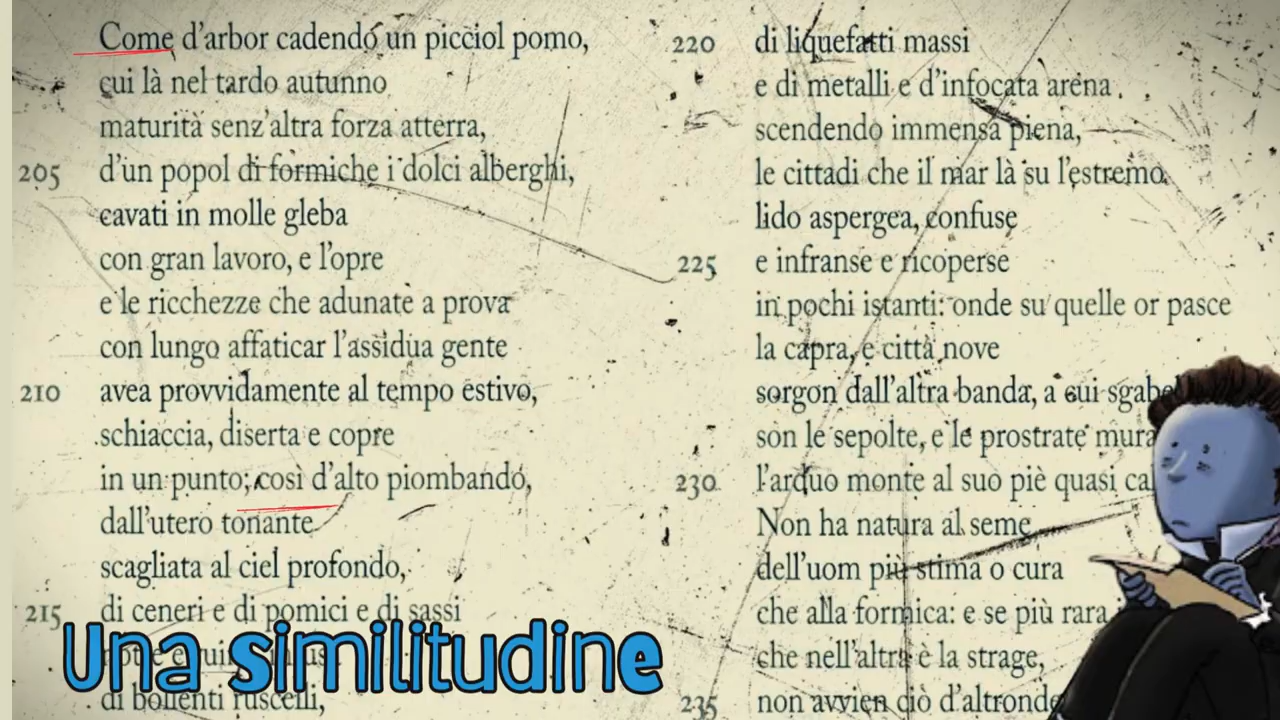 Come d'arbor cadendo un picciol pomo,
cui là nel tardo autunno
maturità senz'altra forza atterra,
205 d'un popol di formiche i dolci alberghi,
cavati in molle gleba
con gran lavoro, e l'opre
e le ricchezze che adunate a prova
con lungo affaticar l'assidua gente
210 avea provvidamente al tempo estivo,
schiaccia, diserta e copre
in un punto; così d'alto piombando,
dall'utero tonante
scagliata al ciel profondo,
215 di ceneri e di pomici e di sassi
di bollenti ruscelli,
Una similitudine
220 di liquefatti massi
e di metalli e d'infocata arena
scendendo immensa piena,
le cittadi che il mar là su l'estremo
lido aspergea, confuse
225 e infranse e ricoperse
in pochi istanti: onde su quelle or pasce
la capra, e città nove
sorgon dall'altra banda, a cui
son le sepolte, e le prostrate mura
230 l'arduo monte al suo piè quasi
Non ha natura al seme
dell'uom più stima o cura
che alla formica: e se più rara
che nell'altra è la strage,
235 non avvien ciò d'altronde